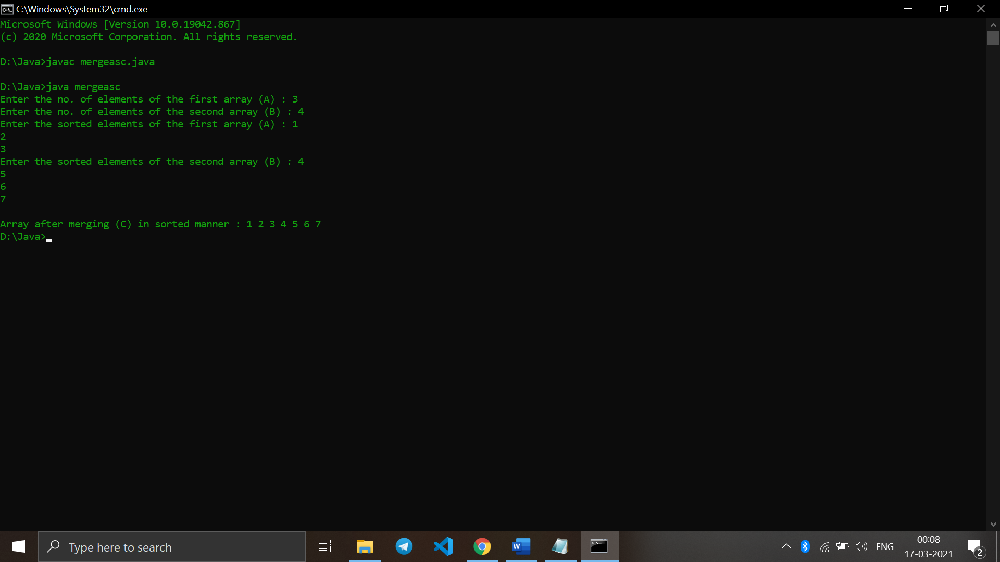 C:\Windows\System32\cmd.exe
Microsoft Windows [Version 10.0.19042.867]
(c) 2020 Microsoft Corporation. All rights reserved.
D:\Java>javac mergeasc.java
D:\Java>java mergeasc
Enter the no. of elements of the first array (A) : 3
Enter the no. of elements of the second array (B) : 4
Enter the sorted elements of the first array (A) : 1
2
3
Enter the sorted elements of the second array (B) : 4
5
6
7
Array after merging (C) in sorted manner : 1 2 3 4 5 6 7
D:\Java>
Type here to search
W
ENG
00:08
17-03-2021
2